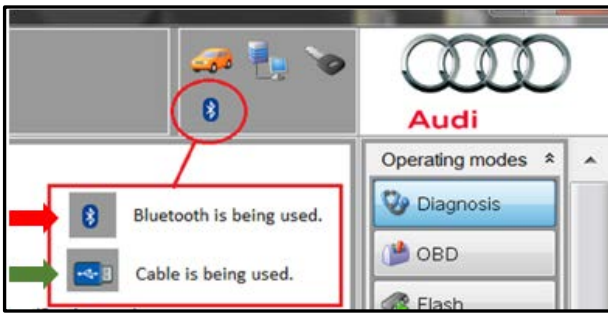 Audi
Operating modes
Diagnosis
OBD
Flash
Bluetooth is being used.
Cable is being used.